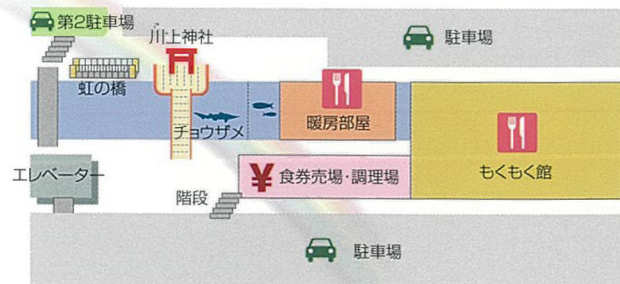 第2駐車場
川上神社
駐車場
虹の橋
チョウザメ
暖房部屋
もくもく館
エレベーター
¥ 食券売場・調理場
階段
駐車場